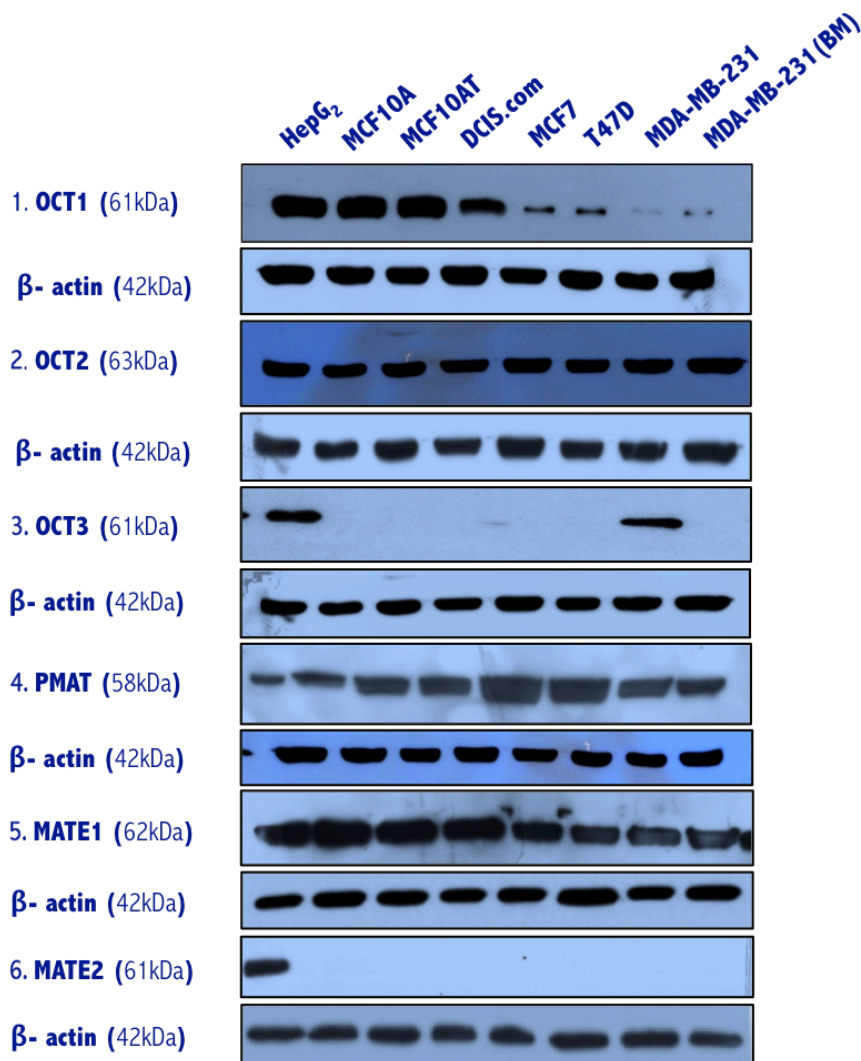 HepG₂ MCF10A MCF10AT DCIS.com MCF7 T47D MDA-MB-231 MDA-MB-231(BM)
1. OCT1 (61kDa)
β- actin (42kDa)
2. OCT2 (63kDa)
β- actin (42kDa)
3. OCT3 (61kDa)
β- actin (42kDa)
4. PMAT (58kDa)
β- actin (42kDa)
5. MATE1 (62kDa)
β- actin (42kDa)
6. MATE2 (61kDa)
β- actin (42kDa)